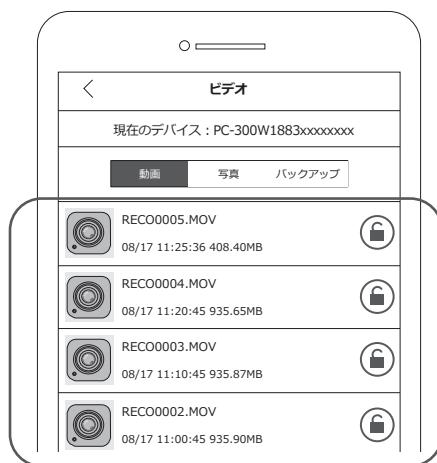 ビデオ
現在のデバイス：PC-300W1883xxxxxxxx
動画 写真 バックアップ
RECO0005.MOV
08/17 11:25:36 408.40MB
RECO0004.MOV
08/17 11:20:45 935.65MB
RECO0003.MOV
08/17 11:10:45 935.87MB
RECO0002.MOV
08/17 11:00:45 935.90MB